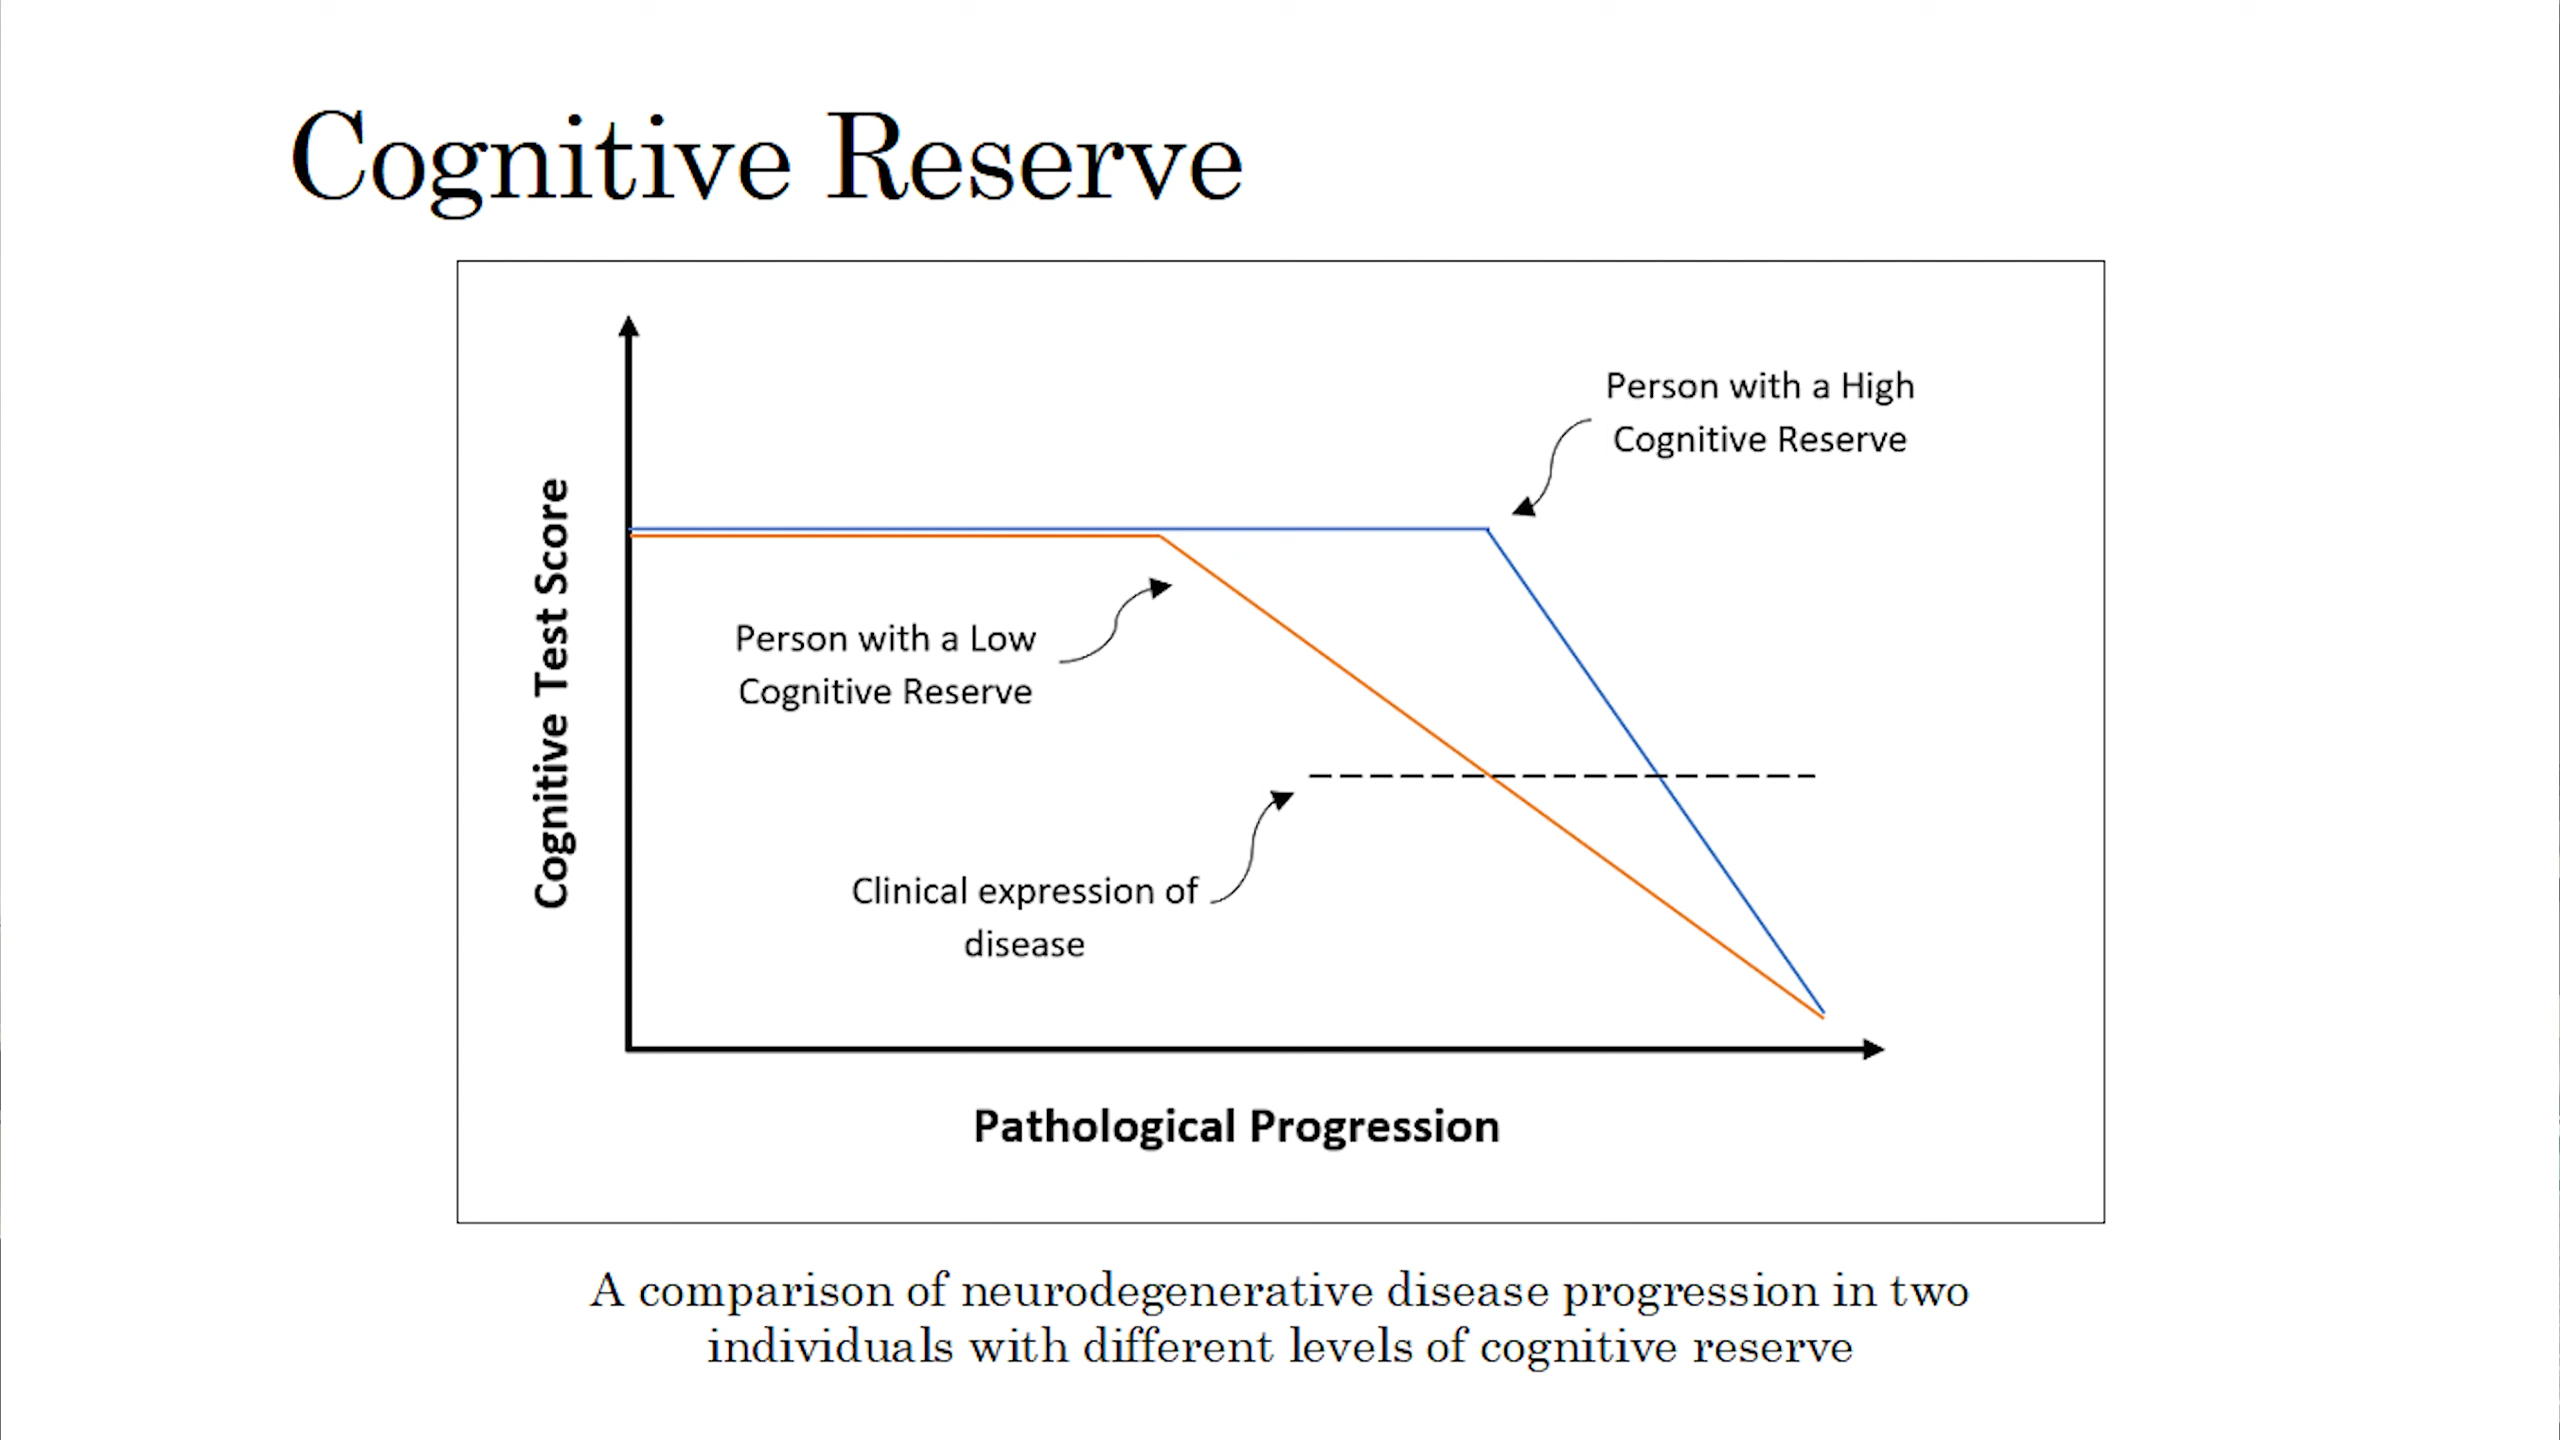 Cognitive Reserve
Person with a High
Cognitive Reserve
Cognitive Test Score
Person with a Low
Cognitive Reserve
Clinical expression of
disease
Pathological Progression
A comparison of neurodegenerative disease progression in two
individuals with different levels of cognitive reserve